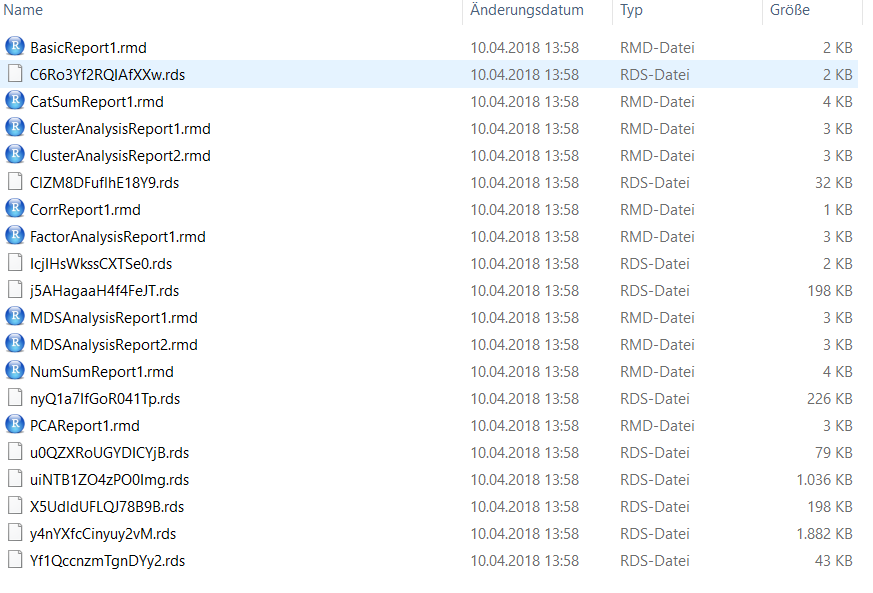 Name Änderungsdatum Typ Größe
BasicReport1.rmd 10.04.2018 13:58 RMD-Datei 2 KB
C6Ro3Yf2RQIAfXXw.rds 10.04.2018 13:58 RDS-Datei 2 KB
CatSumReport1.rmd 10.04.2018 13:58 RMD-Datei 4 KB
ClusterAnalysisReport1.rmd 10.04.2018 13:58 RMD-Datei 3 KB
ClusterAnalysisReport2.rmd 10.04.2018 13:58 RMD-Datei 3 KB
ClZM8DFufIhE18Y9.rds 10.04.2018 13:58 RDS-Datei 32 KB
CorrReport1.rmd 10.04.2018 13:58 RMD-Datei 1 KB
FactorAnalysisReport1.rmd 10.04.2018 13:58 RMD-Datei 3 KB
IcjIHsWkssCXTSe0.rds 10.04.2018 13:58 RDS-Datei 2 KB
j5AHagaaH4f4FeJT.rds 10.04.2018 13:58 RDS-Datei 198 KB
MDSAnalysisReport1.rmd 10.04.2018 13:58 RMD-Datei 3 KB
MDSAnalysisReport2.rmd 10.04.2018 13:58 RMD-Datei 3 KB
NumSumReport1.rmd 10.04.2018 13:58 RMD-Datei 4 KB
nyQ1a7IfGoR041Tp.rds 10.04.2018 13:58 RDS-Datei 226 KB
PCAReport1.rmd 10.04.2018 13:58 RMD-Datei 3 KB
u0QZXRoUGYDICYjB.rds 10.04.2018 13:58 RDS-Datei 79 KB
uiNTB1ZO4zPO0Img.rds 10.04.2018 13:58 RDS-Datei 1.036 KB
X5UdIdUFLQJ78B9B.rds 10.04.2018 13:58 RDS-Datei 198 KB
y4nYXfcCinyuy2vM.rds 10.04.2018 13:58 RDS-Datei 1.882 KB
Yf1QccnzmTgnDYy2.rds 10.04.2018 13:58 RDS-Datei 43 KB